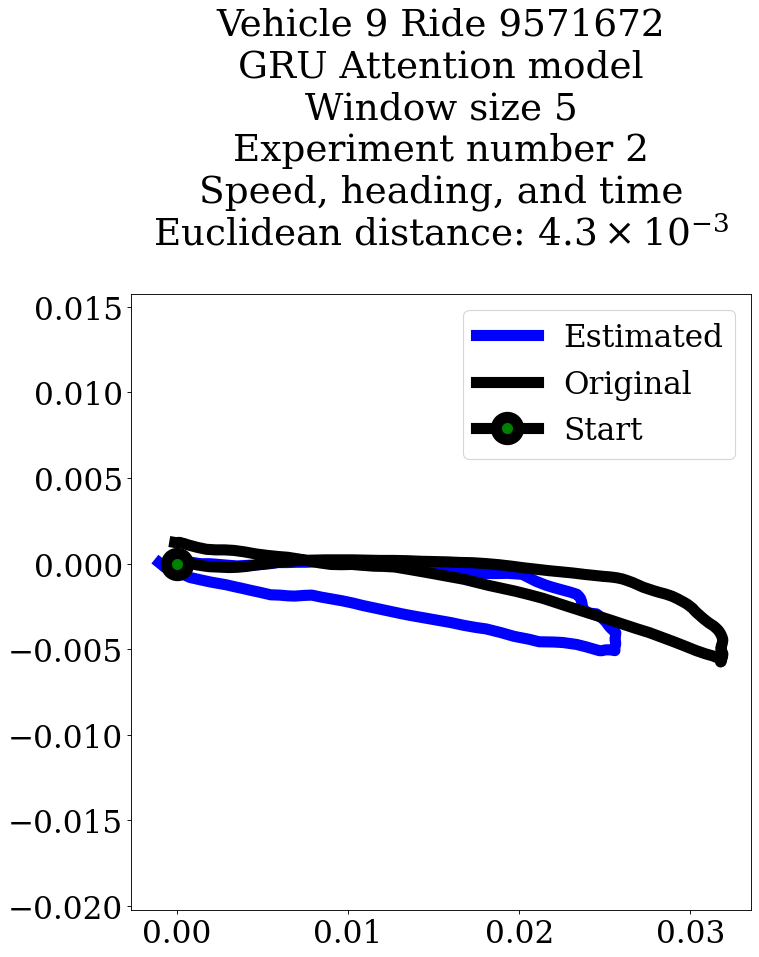 Vehicle 9 Ride 9571672
GRU Attention model
Window size 5
Experiment number 2
Speed, heading, and time
Euclidean distance: 4.3 × 10⁻³
Estimated
Original
Start
0.015
0.010
0.005
0.000
−0.005
−0.010
−0.015
−0.020
0.00 0.01 0.02 0.03